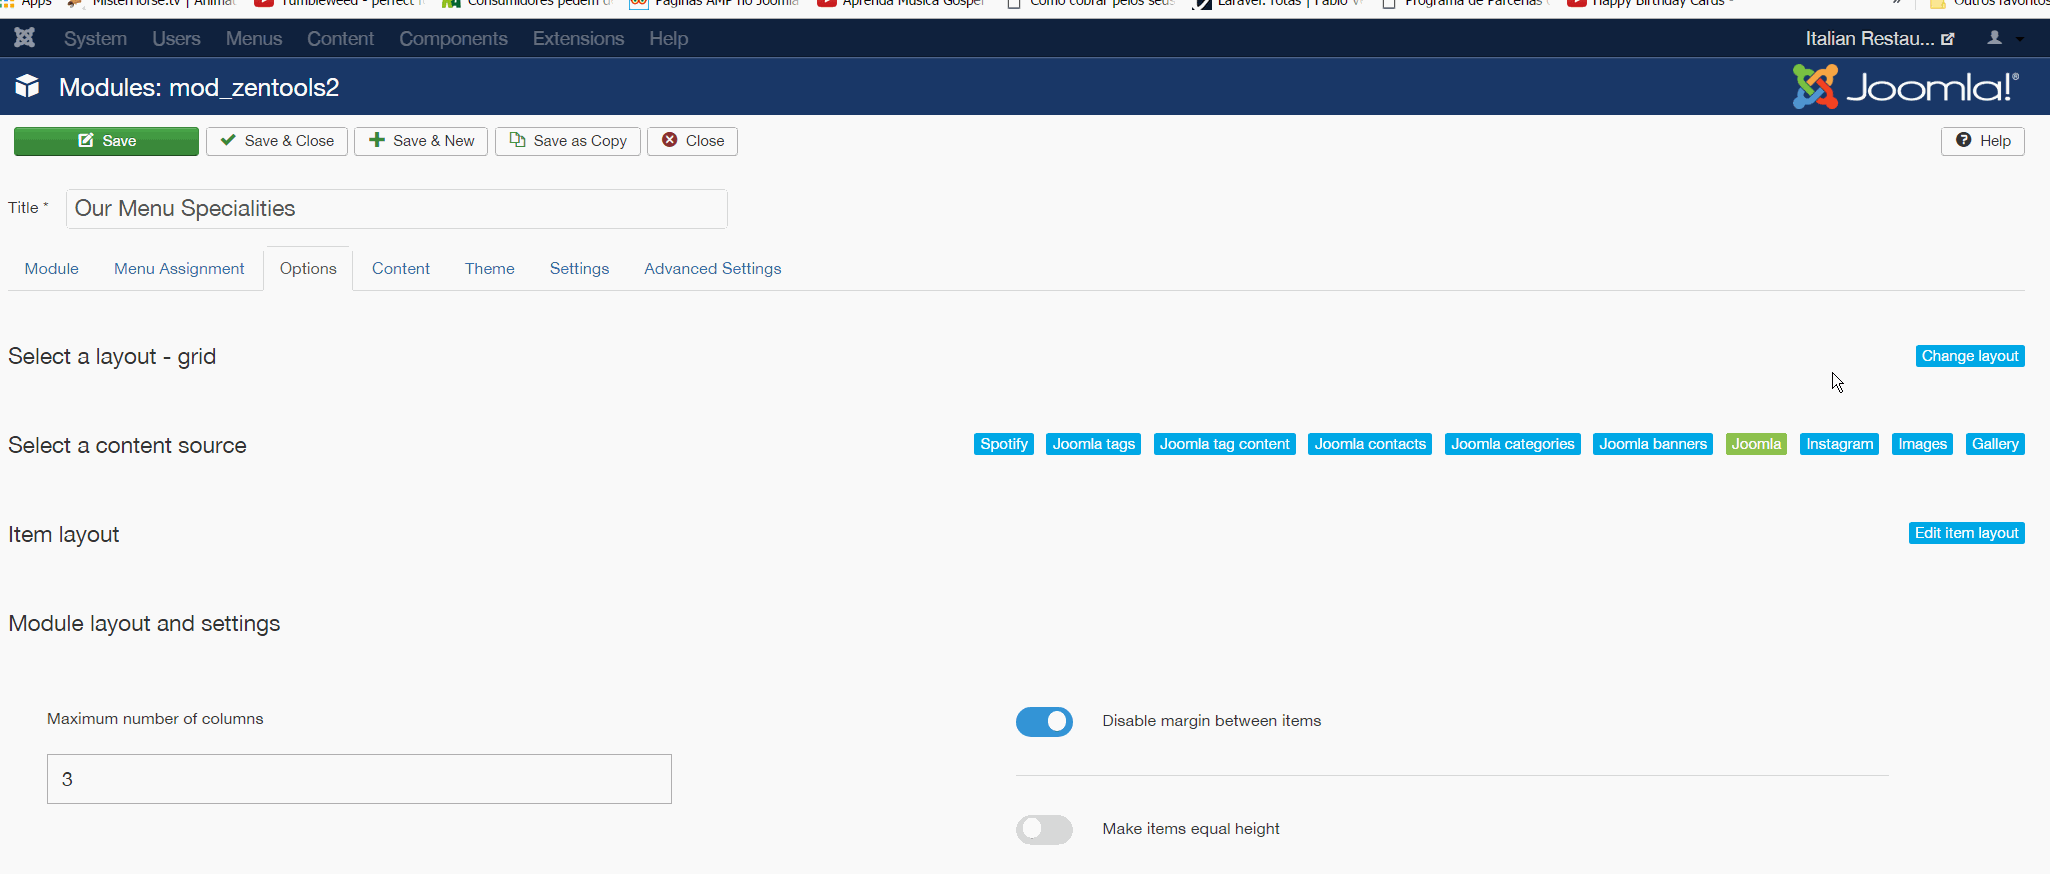 Apps MisterHorse.tv | Animat Tumbleweed - perfect Consumidores pedem Páginas AMP no Joomla Aprenda Música Gospel Como cobrar pelos seus Laravel: Rotas | Fabio V Programa de Parcerias Happy Birthday Cards - » Outros favoritos
System Users Menus Content Components Extensions Help Italian Restau...
Modules: mod_zentools2 Joomla!®
Save Save & Close Save & New Save as Copy Close Help
Title * Our Menu Specialities
Module Menu Assignment Options Content Theme Settings Advanced Settings
Select a layout - grid Change layout
Select a content source Spotify Joomla tags Joomla tag content Joomla contacts Joomla categories Joomla banners Joomla Instagram Images Gallery
Item layout Edit item layout
Module layout and settings
Maximum number of columns Disable margin between items
3
Make items equal height